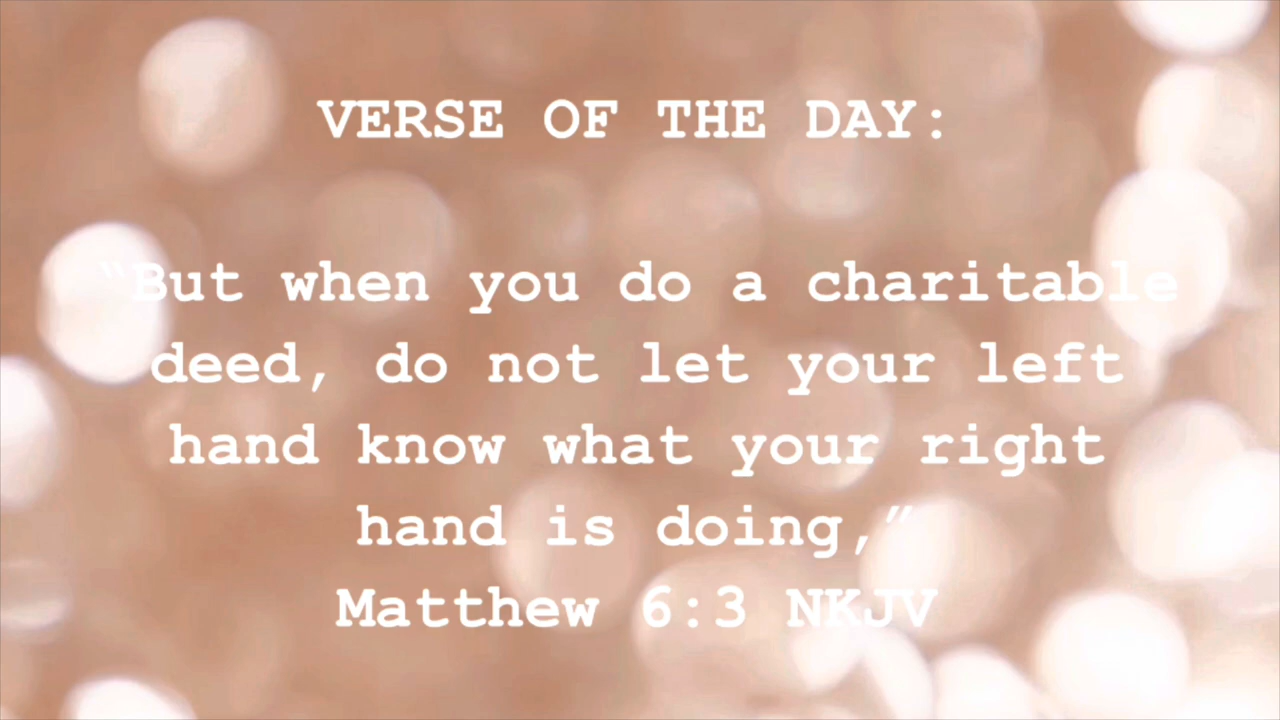 VERSE OF THE DAY:
“But when you do a charitable
deed, do not let your left
hand know what your right
hand is doing,”
Matthew 6:3 NKJV